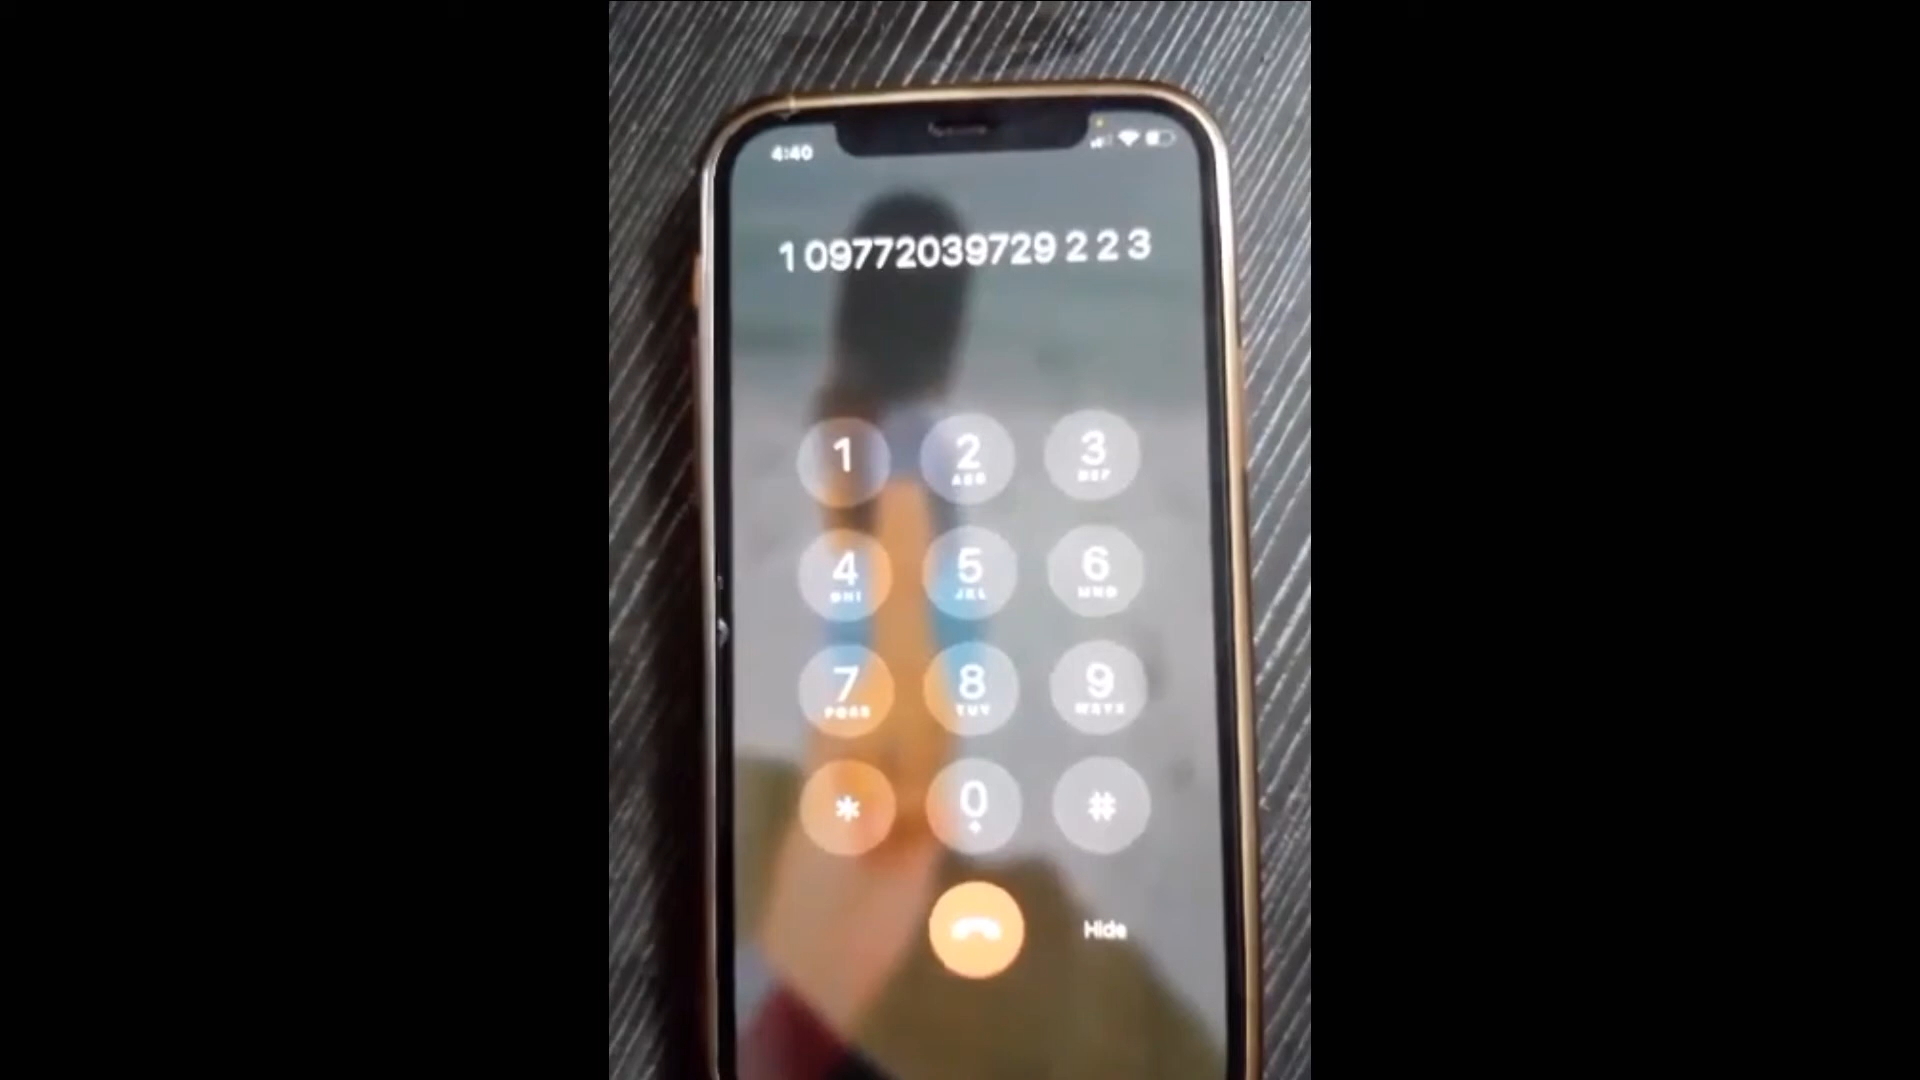 4:40
1 09772039729 2 2 3
1 2 3
ABC DEF
4 5 6
GHI JKL MNO
7 8 9
PQRS TUV WXYZ
* 0 #
+
Hide